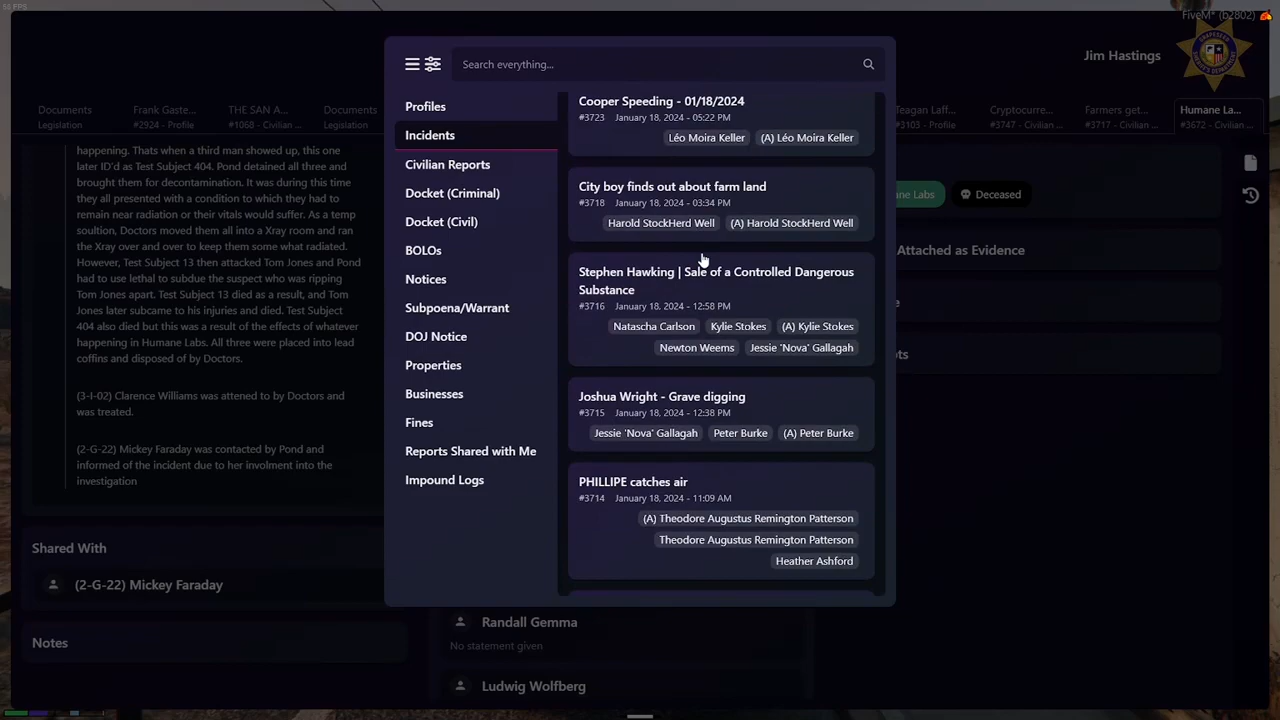 58 FPS
FiveM* (b2802)
Jim Hastings
Documents
Legislation
Frank Gaste...
#2924 - Profile
THE SAN A...
#1068 - Civilian ...
Documents
Legislation
Teagan Laff...
#3103 - Profile
Cryptocurre...
#3747 - Civilian ...
Farmers get...
#3717 - Civilian ...
Humane La...
#3672 - Civilian ...
happening. Thats when a third man showed up, this one
later ID'd as Test Subject 404. Pond detained all three and
brought them for decontamination. It was during this time
they all presented with a condition to which they had to
remain near radiation or their vitals would suffer. As a temp
soultion, Doctors moved them all into a Xray room and ran
the Xray over and over to keep them some what radiated.
However, Test Subject 13 then attacked Tom Jones and Pond
had to use lethal to subdue the suspect who was ripping
Tom Jones apart. Test Subject 13 died as a result, and Tom
Jones later subcame to his injuries and died. Test Subject
404 also died but this was a result of the effects of whatever
happening in Humane Labs. All three were placed into lead
coffins and disposed of by Doctors.
(3-I-02) Clarence Williams was attened to by Doctors and
was treated.
(2-G-22) Mickey Faraday was contacted by Pond and
informed of the incident due to her involment into the
investigation
Shared With
(2-G-22) Mickey Faraday
Notes
Search everything...
Profiles
Incidents
Civilian Reports
Docket (Criminal)
Docket (Civil)
BOLOs
Notices
Subpoena/Warrant
DOJ Notice
Properties
Businesses
Fines
Reports Shared with Me
Impound Logs
Cooper Speeding - 01/18/2024
#3723 January 18, 2024 - 05:22 PM
Léo Moira Keller (A) Léo Moira Keller
City boy finds out about farm land
#3718 January 18, 2024 - 03:34 PM
Harold StockHerd Well (A) Harold StockHerd Well
Stephen Hawking | Sale of a Controlled Dangerous
Substance
#3716 January 18, 2024 - 12:58 PM
Natascha Carlson Kylie Stokes (A) Kylie Stokes
Newton Weems Jessie 'Nova' Gallagah
Joshua Wright - Grave digging
#3715 January 18, 2024 - 12:38 PM
Jessie 'Nova' Gallagah Peter Burke (A) Peter Burke
PHILLIPE catches air
#3714 January 18, 2024 - 11:09 AM
(A) Theodore Augustus Remington Patterson
Theodore Augustus Remington Patterson
Heather Ashford
ne Labs Deceased
Attached as Evidence
Randall Gemma
No statement given
Ludwig Wolfberg